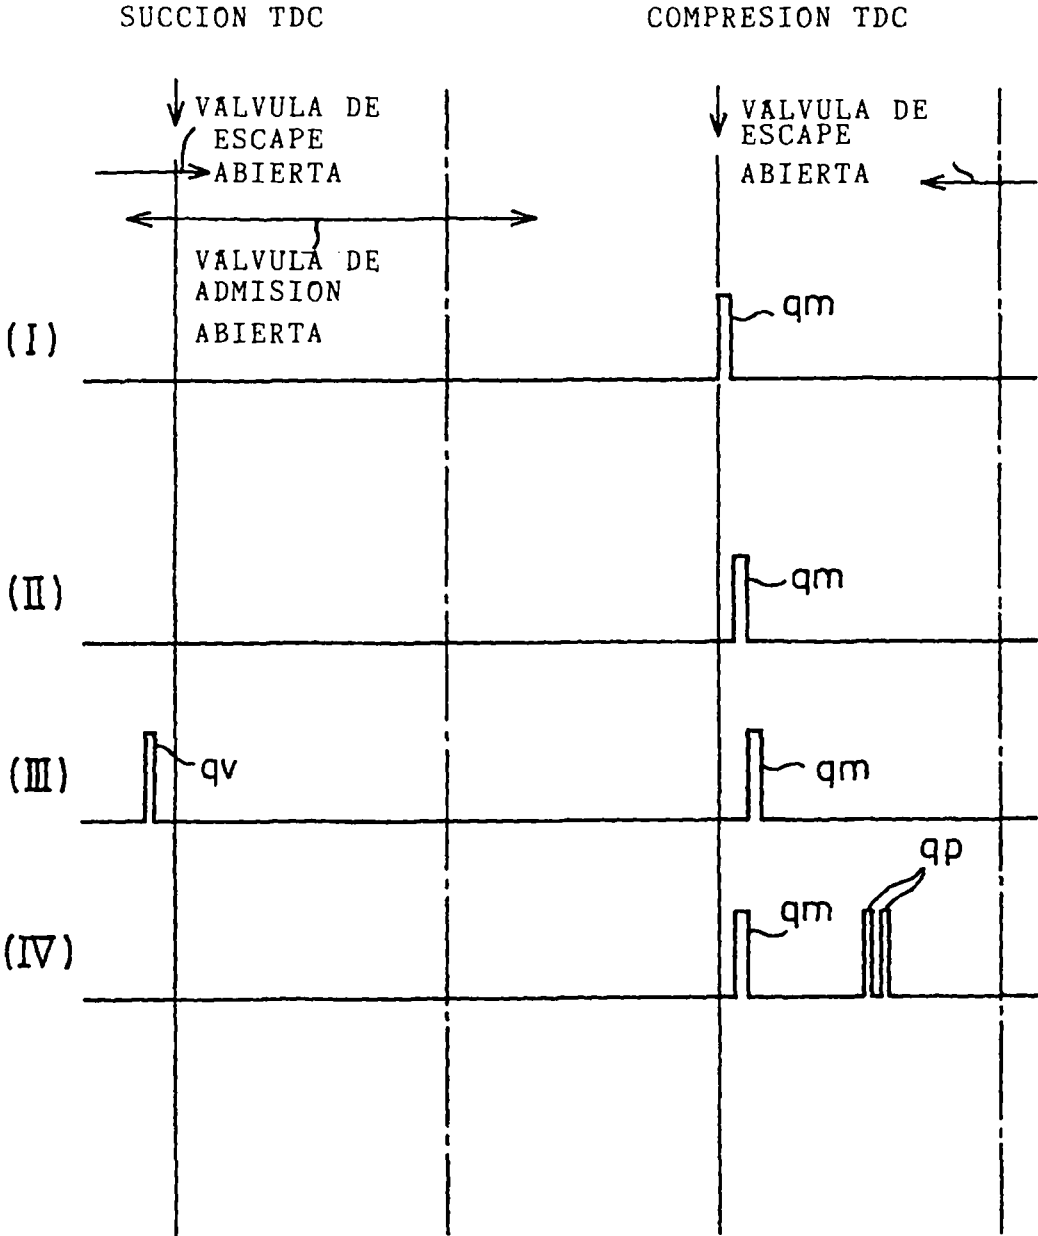 SUCCION TDC
COMPRESION TDC
VALVULA DE
ESCAPE
ABIERTA
VALVULA DE
ESCAPE
ABIERTA
VALVULA DE
ADMISION
ABIERTA
(I)
qm
(II)
qm
(III)
qv
qm
(IV)
qm
qp